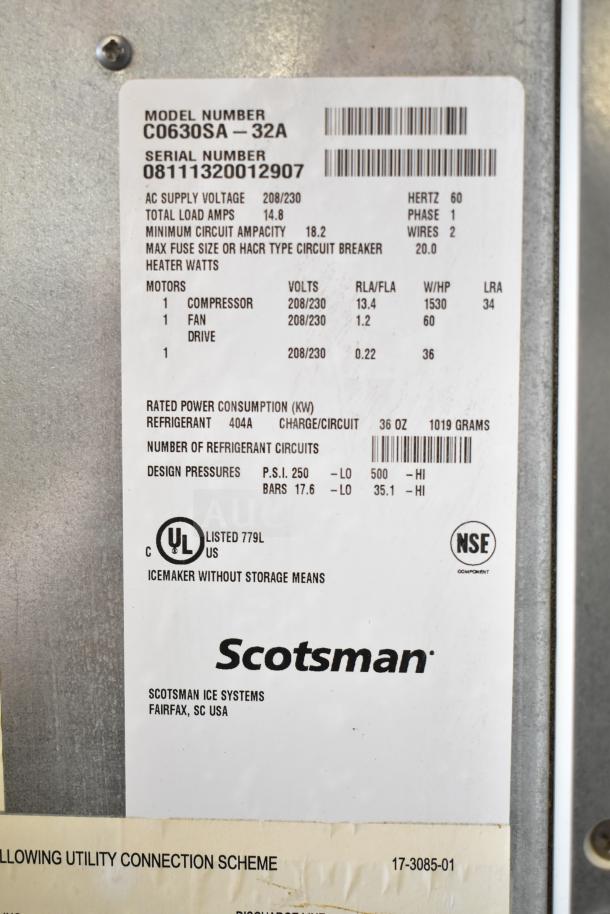 MODEL NUMBER
C0630SA – 32A
SERIAL NUMBER
08111320012907
AC SUPPLY VOLTAGE 208/230 HERTZ 60
TOTAL LOAD AMPS 14.8 PHASE 1
MINIMUM CIRCUIT AMPACITY 18.2 WIRES 2
MAX FUSE SIZE OR HACR TYPE CIRCUIT BREAKER 20.0
HEATER WATTS
MOTORS VOLTS RLA/FLA W/HP LRA
1 COMPRESSOR 208/230 13.4 1530 34
1 FAN 208/230 1.2 60
DRIVE
1 208/230 0.22 36
RATED POWER CONSUMPTION (KW)
REFRIGERANT 404A CHARGE/CIRCUIT 36 OZ 1019 GRAMS
NUMBER OF REFRIGERANT CIRCUITS
DESIGN PRESSURES P.S.I. 250 – LO 500 – HI
BARS 17.6 – LO 35.1 – HI
C UL US LISTED 779L
NSF
COMPONENT
ICEMAKER WITHOUT STORAGE MEANS
Scotsman
SCOTSMAN ICE SYSTEMS
FAIRFAX, SC USA
LLOWING UTILITY CONNECTION SCHEME 17-3085-01